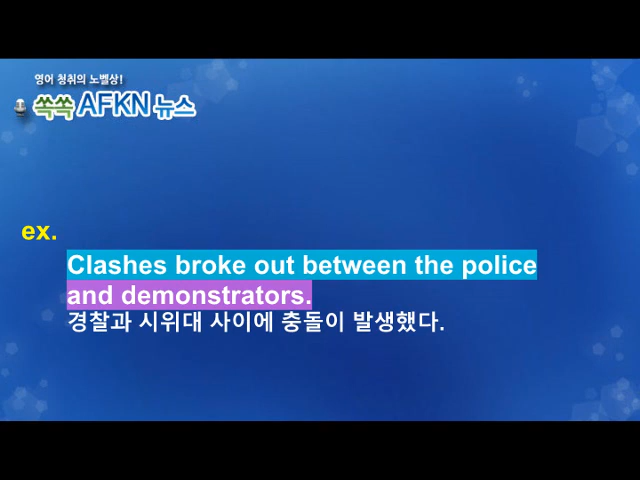 영어 청취의 노벨상!
쏙쏙 AFKN 뉴스
ex.
Clashes broke out between the police
and demonstrators.
경찰과 시위대 사이에 충돌이 발생했다.